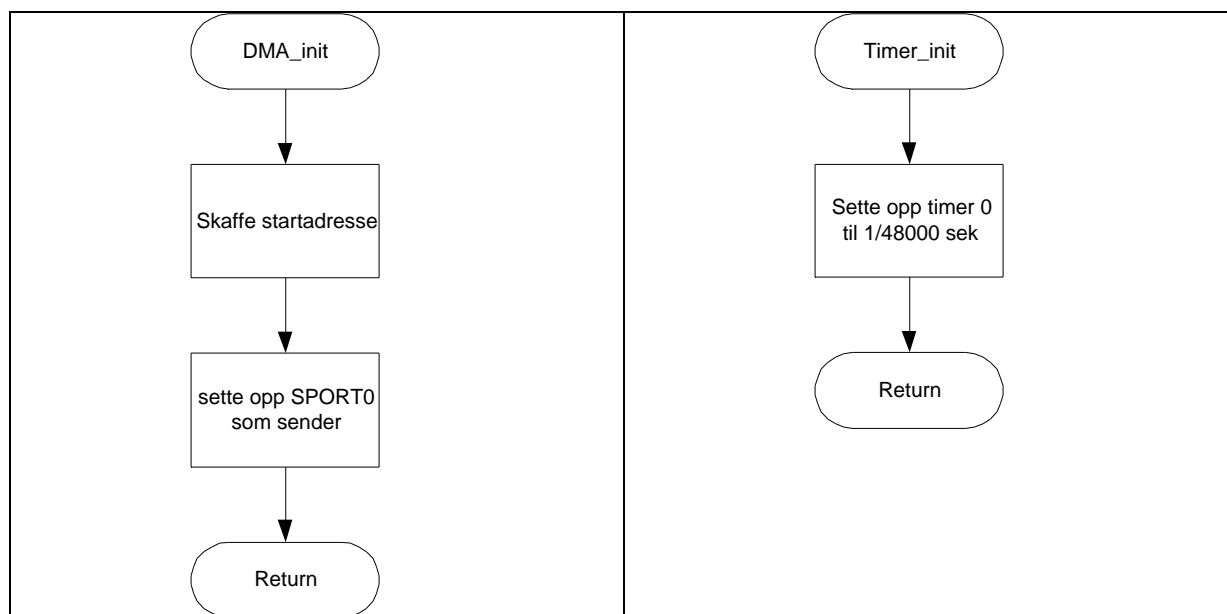 DMA_init
Skaffe startadresse
sette opp SPORT0
som sender
Return
Timer_init
Sette opp timer 0
til 1/48000 sek
Return